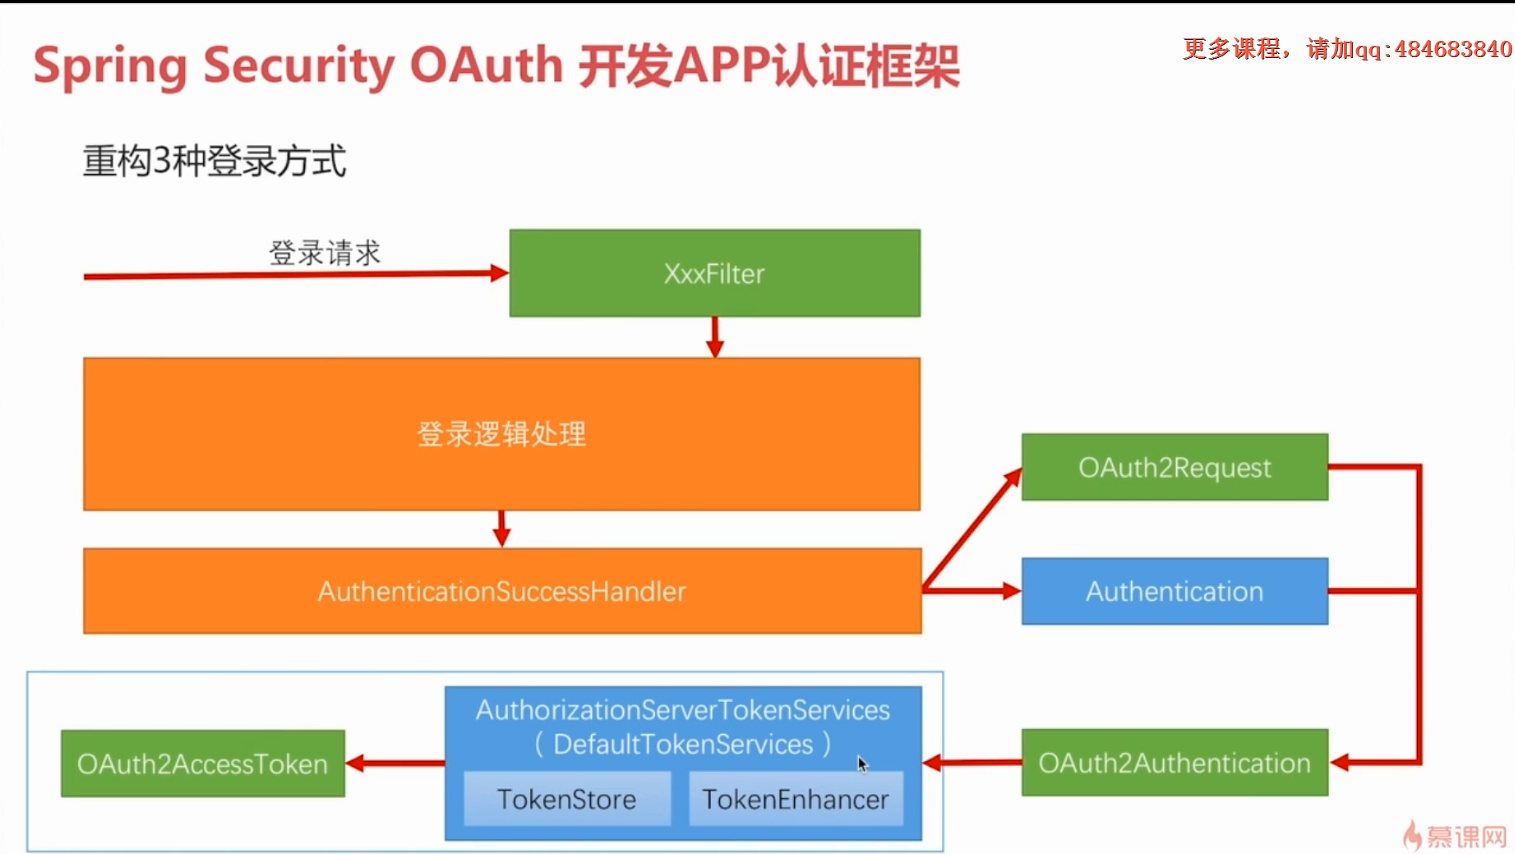 Spring Security OAuth 开发APP认证框架
更多课程，请加qq:484683840
重构3种登录方式
登录请求
XxxFilter
登录逻辑处理
OAuth2Request
AuthenticationSuccessHandler
Authentication
AuthorizationServerTokenServices
（ DefaultTokenServices ）
OAuth2AccessToken
OAuth2Authentication
TokenStore
TokenEnhancer
慕课网